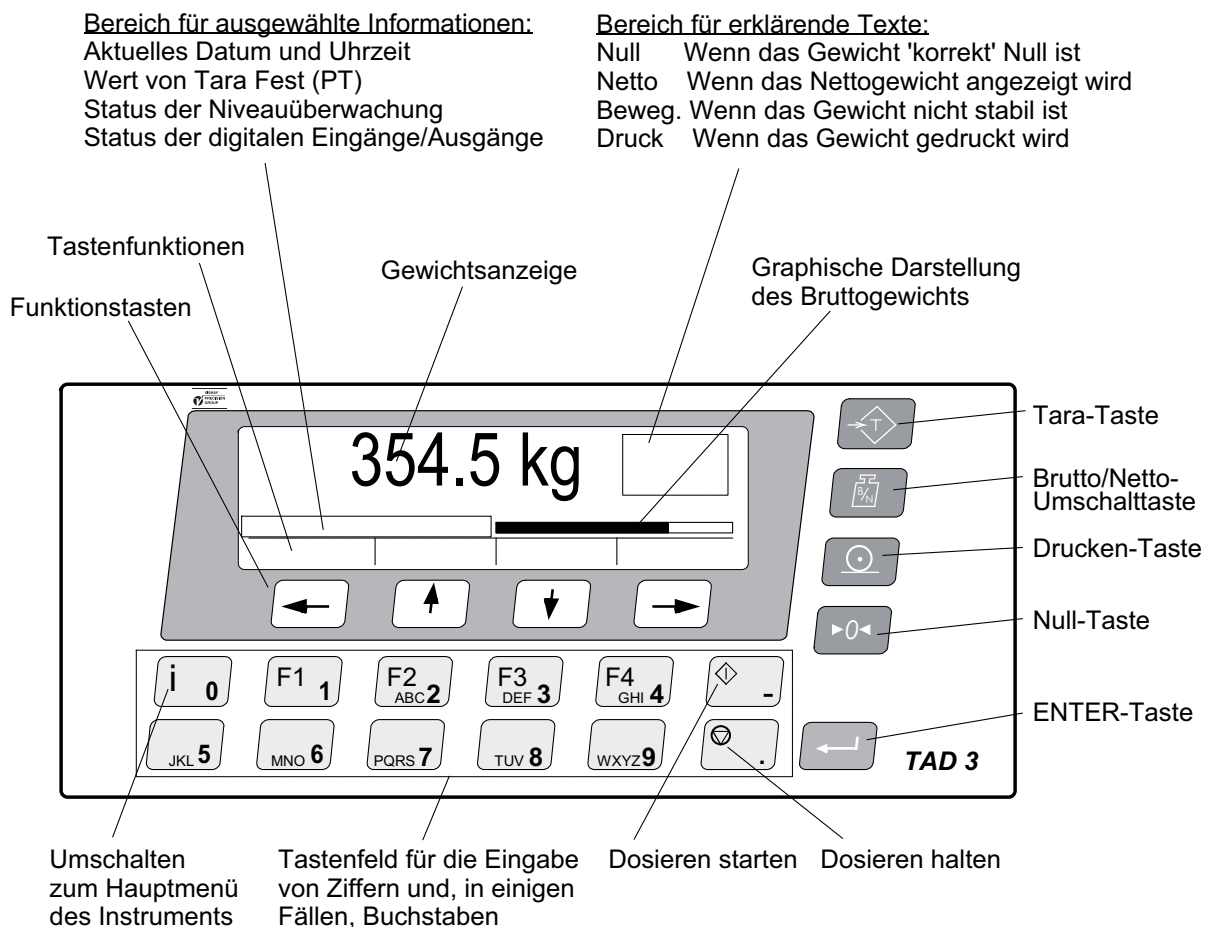 Bereich für ausgewählte Informationen:
Aktuelles Datum und Uhrzeit
Wert von Tara Fest (PT)
Status der Niveauüberwachung
Status der digitalen Eingänge/Ausgänge
Bereich für erklärende Texte:
Null Wenn das Gewicht 'korrekt' Null ist
Netto Wenn das Nettogewicht angezeigt wird
Beweg. Wenn das Gewicht nicht stabil ist
Druck Wenn das Gewicht gedruckt wird
Tastenfunktionen
Gewichtsanzeige
Graphische Darstellung
des Bruttogewichts
Funktionstasten
VISHAY
PRECISION
GROUP
354.5 kg
T
Tara-Taste
B/N
Brutto/Netto-
Umschalttaste
Drucken-Taste
0
Null-Taste
i 0
F1 1
F2 ABC 2
F3 DEF 3
F4 GHI 4
-
JKL 5
MNO 6
PQRS 7
TUV 8
WXYZ 9
.
ENTER-Taste
TAD 3
Umschalten
zum Hauptmenü
des Instruments
Tastenfeld für die Eingabe
von Ziffern und, in einigen
Fällen, Buchstaben
Dosieren starten
Dosieren halten